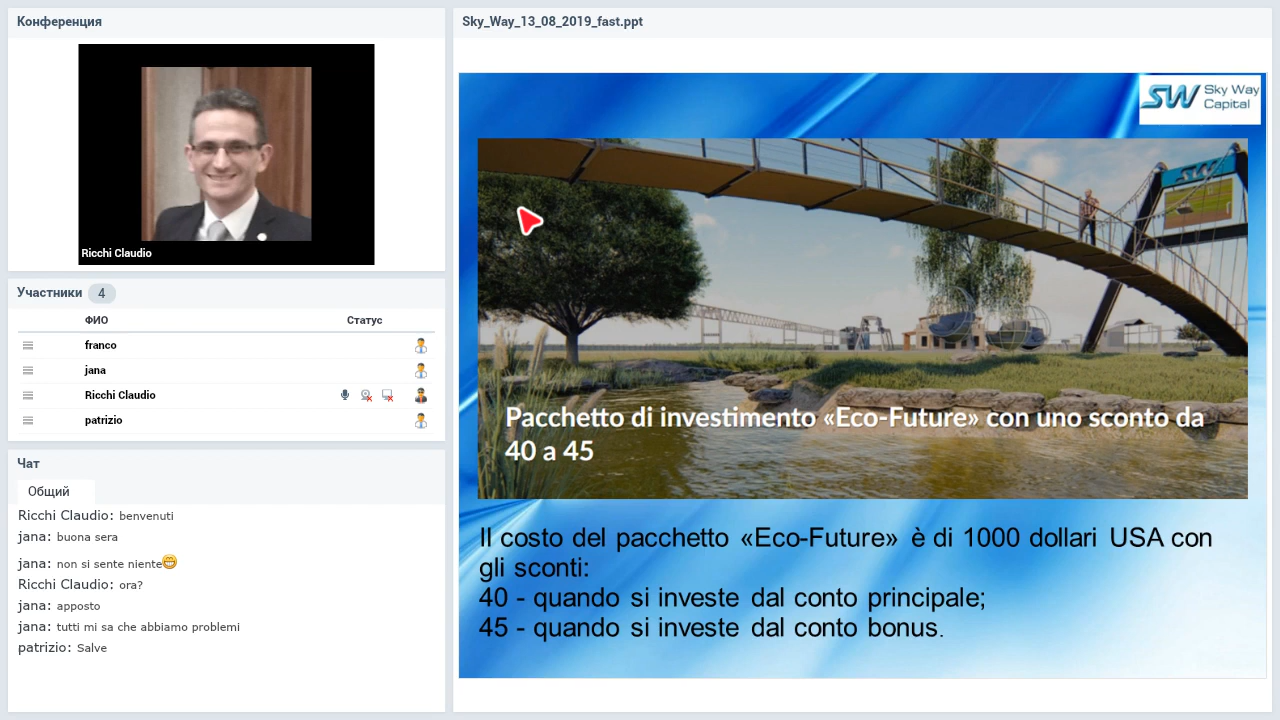 Конференция
Ricchi Claudio
Участники 4
ФИО Статус
franco
jana
Ricchi Claudio
patrizio
Чат
Общий
Ricchi Claudio: benvenuti
jana: buona sera
jana: non si sente niente
Ricchi Claudio: ora?
jana: apposto
jana: tutti mi sa che abbiamo problemi
patrizio: Salve
Sky_Way_13_08_2019_fast.ppt
SW Sky Way
Capital
SW
Pacchetto di investimento «Eco-Future» con uno sconto da
40 a 45
Il costo del pacchetto «Eco-Future» è di 1000 dollari USA con
gli sconti:
40 - quando si investe dal conto principale;
45 - quando si investe dal conto bonus.